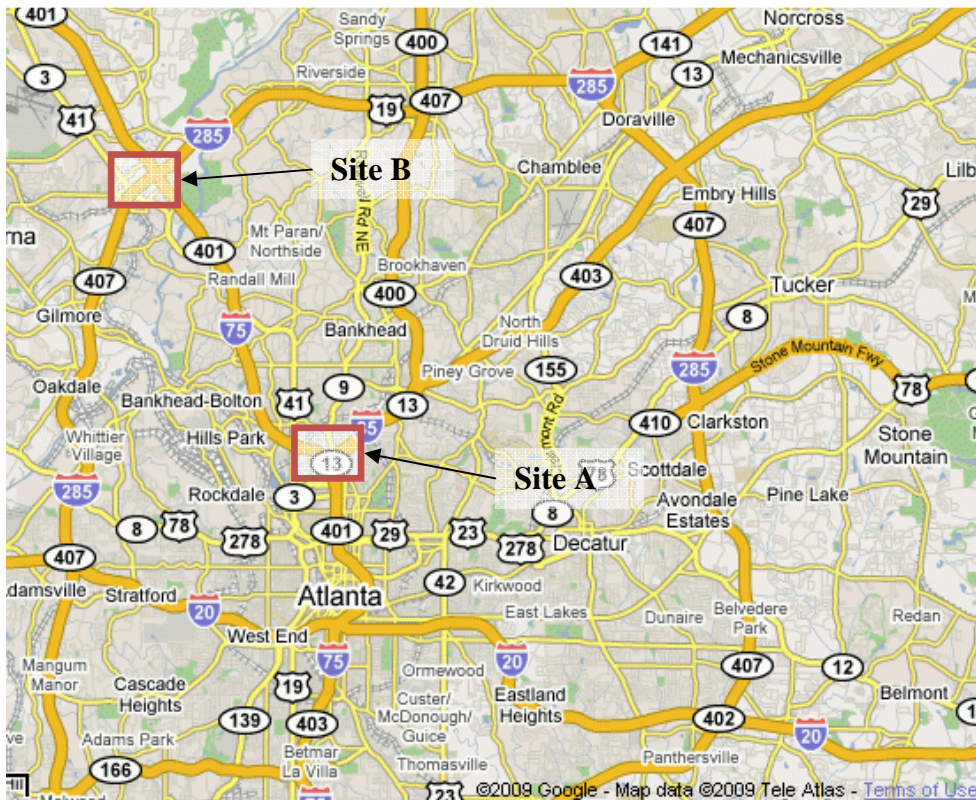 401
Sandy
Springs
400
Norcross
141
Mechanicsville
3
Riverside
13
19
407
285
41
Doraville
285
Site B
Chamblee
Embry Hills
29
407
Mt Paran/
Northside
401
Rd NE
Brookhaven
403
407
Randall Mill
400
Tucker
Gilmore
75
Bankhead
North
Druid Hills
8
Piney Grove
155
285
Stone Mountain Fwy
Oakdale
9
78
Bankhead-Bolton
41
13
410
Clarkston
Whittier
Village
Hills Park
13
Stone
Mountain
Site A
78
Scottdale
285
Rockdale
3
Avondale
Estates
Pine Lake
8
78
278
401
29
23
8
278
Decatur
407
Stratford
42
Kirkwood
20
Atlanta
East Lakes
Dunaire
Belvedere
Park
Redan
West End
75
20
407
12
Mangum
Manor
Cascade
Heights
19
Ormewood
Eastland
Heights
Belmont
139
403
Custer/
McDonough/
Guice
402
20
Adams Park
Betmar
La Villa
Thomasville
Panthersville
166
23
©2009 Google - Map data ©2009 Tele Atlas - Terms of Use